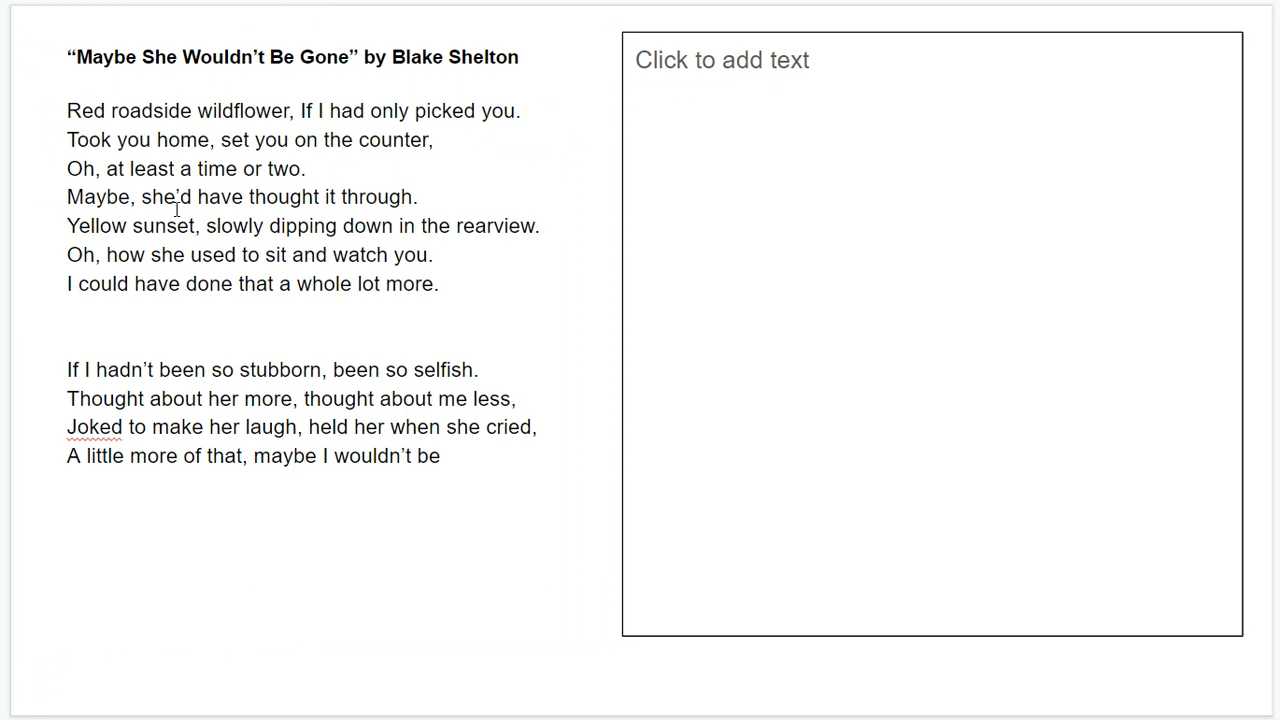 “Maybe She Wouldn’t Be Gone” by Blake Shelton
Red roadside wildflower, If I had only picked you.
Took you home, set you on the counter,
Oh, at least a time or two.
Maybe, she’d have thought it through.
Yellow sunset, slowly dipping down in the rearview.
Oh, how she used to sit and watch you.
I could have done that a whole lot more.
If I hadn’t been so stubborn, been so selfish.
Thought about her more, thought about me less,
Joked to make her laugh, held her when she cried,
A little more of that, maybe I wouldn’t be
Click to add text